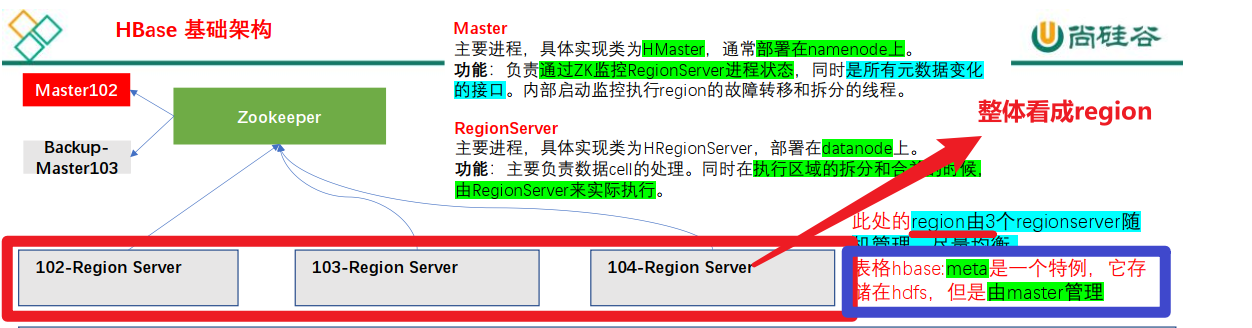 HBase 基础架构
尚硅谷
Master
主要进程，具体实现类为HMaster，通常部署在namenode上。
功能：负责通过ZK监控RegionServer进程状态，同时是所有元数据变化
的接口。内部启动监控执行region的故障转移和拆分的线程。
RegionServer
主要进程，具体实现类为HRegionServer，部署在datanode上。
功能：主要负责数据cell的处理。同时在执行区域的拆分和合并的时候，
由RegionServer来实际执行。
整体看成region
Master102
Zookeeper
Backup-
Master103
102-Region Server
103-Region Server
104-Region Server
此处的region由3个regionserver随
机管理，尽量均衡。
表格hbase:meta是一个特例，它存
储在hdfs，但是由master管理